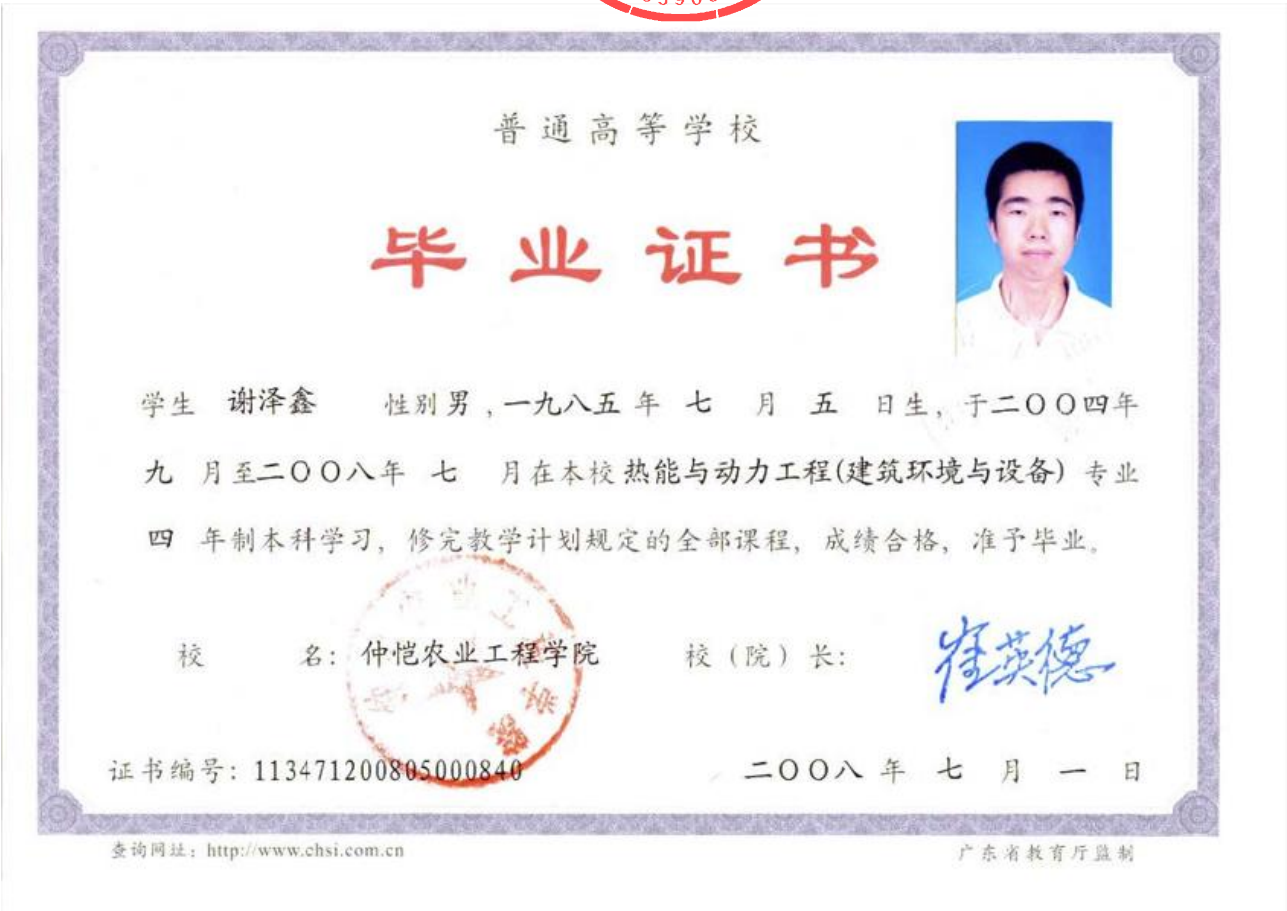 普通高等学校
毕业证书
学生 谢泽鑫 性别男,一九八五年 七 月 五 日生,于二〇〇四年
九 月至二〇〇八年 七 月在本校热能与动力工程(建筑环境与设备)专业
四 年制本科学习,修完教学计划规定的全部课程,成绩合格,准予毕业。
校 名:仲恺农业工程学院 校(院)长:崔英德
证书编号:113471200805000840 二〇〇八年 七 月 一 日
查询网址:http://www.chsi.com.cn 广东省教育厅监制